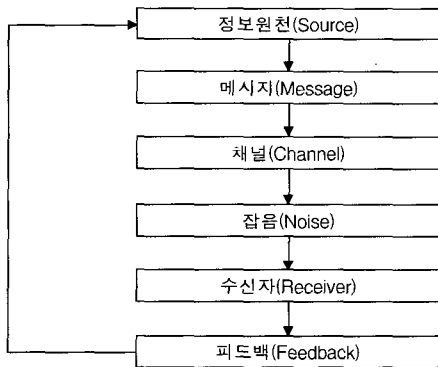 정보원천(Source)
메시지(Message)
채널(Channel)
잡음(Noise)
수신자(Receiver)
피드백(Feedback)